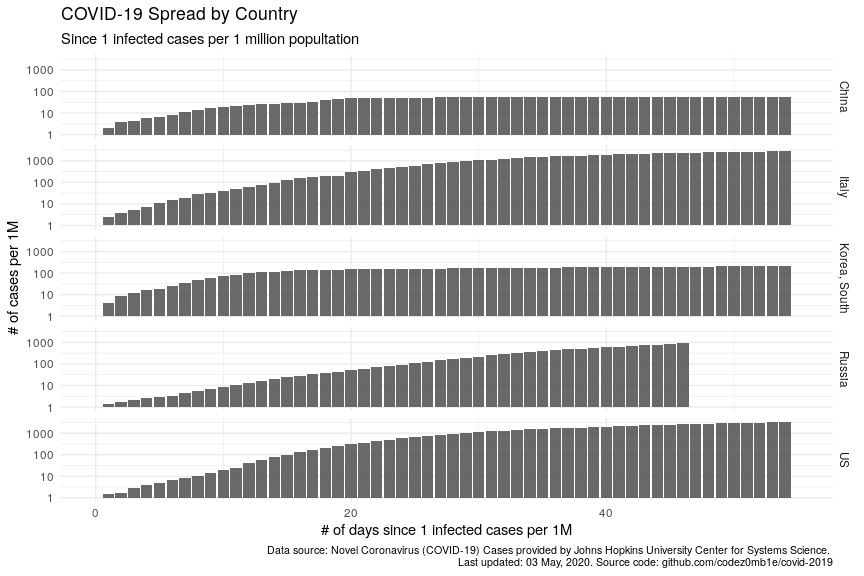 COVID-19 Spread by Country
Since 1 infected cases per 1 million popultation
# of cases per 1M
1000
100
10
1
China
1000
100
10
1
Italy
1000
100
10
1
Korea, South
1000
100
10
1
Russia
1000
100
10
1
US
0 20 40
# of days since 1 infected cases per 1M
Data source: Novel Coronavirus (COVID-19) Cases provided by Johns Hopkins University Center for Systems Science.
Last updated: 03 May, 2020. Source code: github.com/codez0mb1e/covid-2019